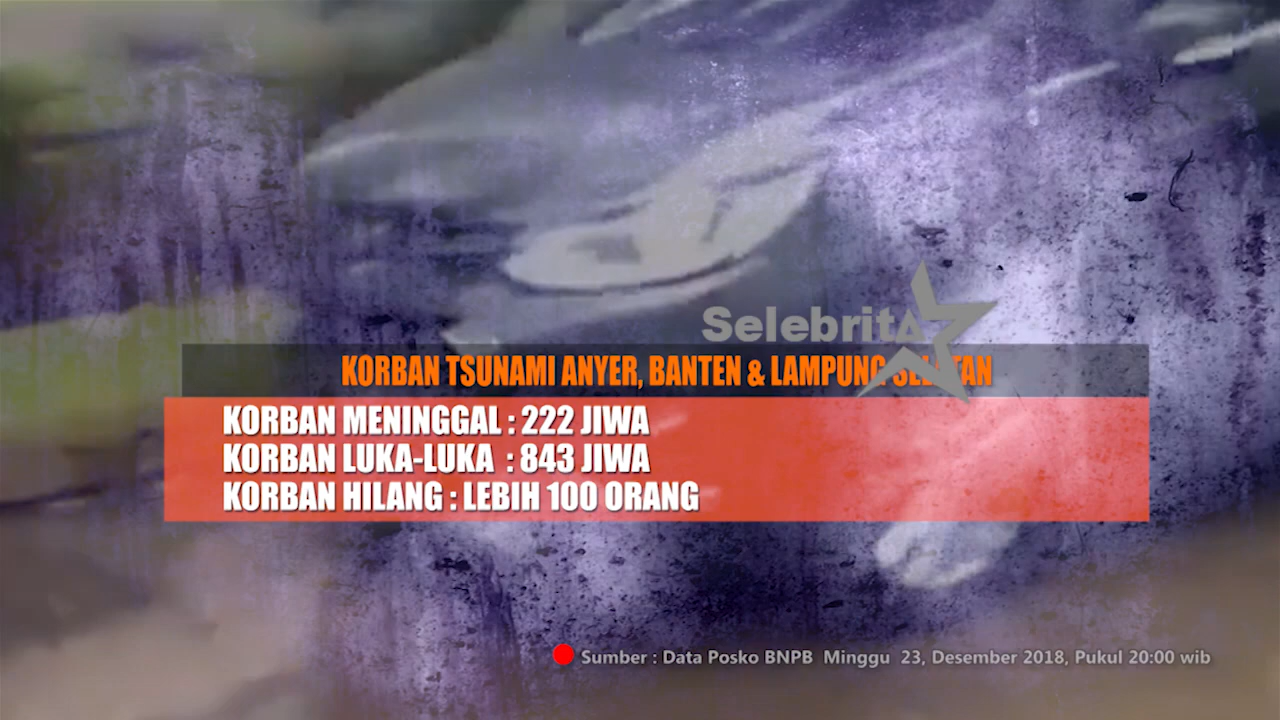 Selebrita
KORBAN TSUNAMI ANYER, BANTEN & LAMPUNG SELATAN
KORBAN MENINGGAL : 222 JIWA
KORBAN LUKA-LUKA : 843 JIWA
KORBAN HILANG : LEBIH 100 ORANG
Sumber : Data Posko BNPB Minggu 23, Desember 2018, Pukul 20:00 wib